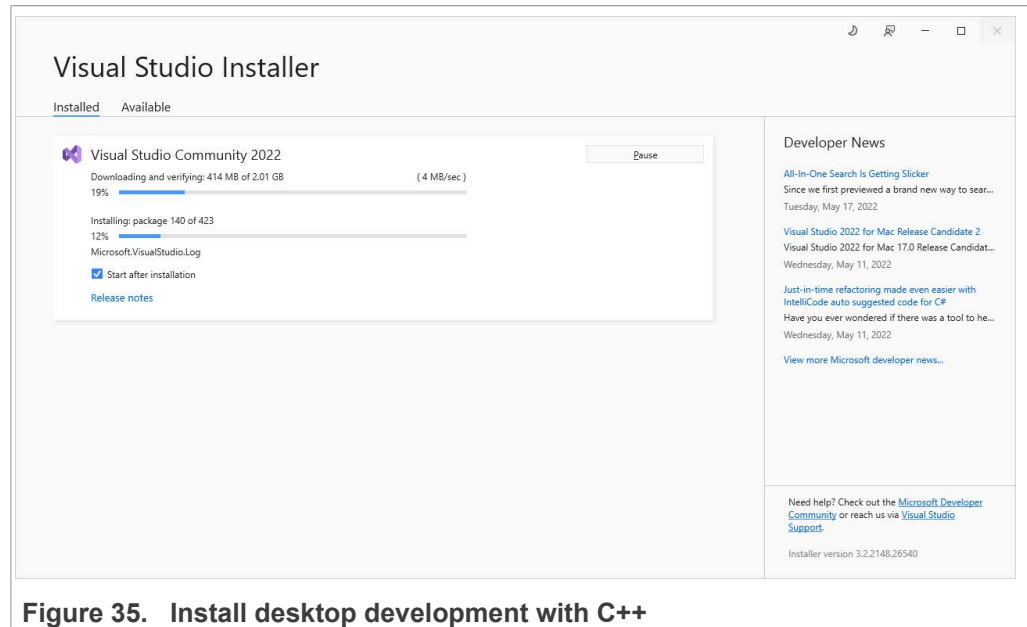 Visual Studio Installer
Installed Available
Visual Studio Community 2022
Pause
Downloading and verifying: 414 MB of 2.01 GB ( 4 MB/sec )
19%
Installing: package 140 of 423
12%
Microsoft.VisualStudio.Log
Start after installation
Release notes
Developer News
All-In-One Search Is Getting Slicker
Since we first previewed a brand new way to sear...
Tuesday, May 17, 2022
Visual Studio 2022 for Mac Release Candidate 2
Visual Studio 2022 for Mac 17.0 Release Candidat...
Wednesday, May 11, 2022
Just-in-time refactoring made even easier with
IntelliCode auto suggested code for C#
Have you ever wondered if there was a tool to he...
Wednesday, May 11, 2022
View more Microsoft developer news...
Need help? Check out the Microsoft Developer
Community or reach us via Visual Studio
Support.
Installer version 3.2.2148.26540
Figure 35. Install desktop development with C++